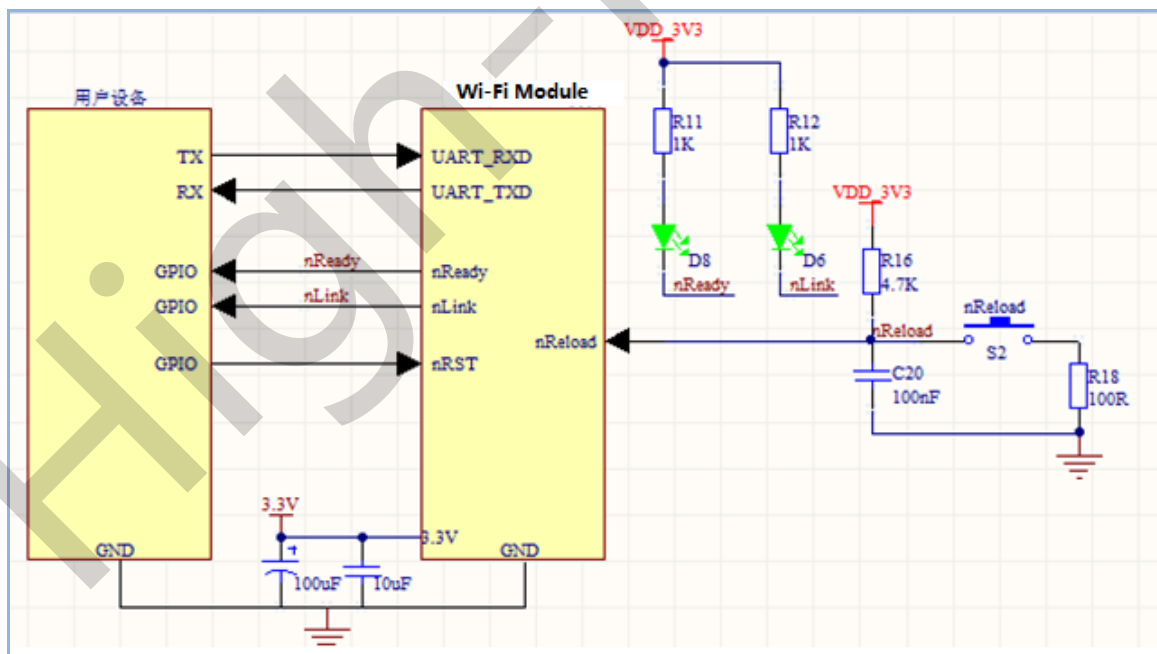 VDD_3V3
用户设备
Wi-Fi Module
R11
1K
R12
1K
TX
UART_RXD
RX
UART_TXD
VDD_3V3
D8
D6
GPIO
nReady
nReady
nReady
nLink
R16
4.7K
GPIO
nLink
nLink
nReload
nReload
nReload
S2
GPIO
nRST
C20
100nF
R18
100R
3.3V
3.3V
GND
GND
+
100uF
10uF
High-